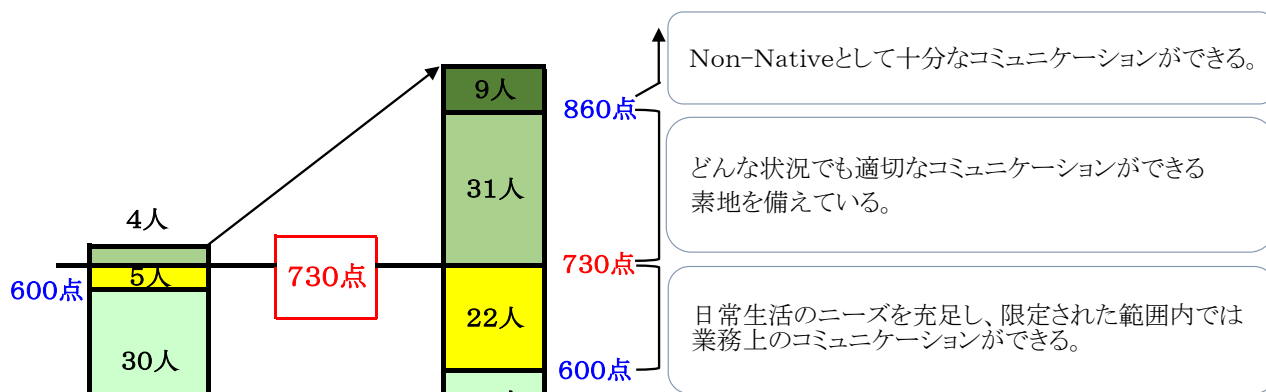 Non-Nativeとして十分なコミュニケーションができる。
9人
860点
31人
どんな状況でも適切なコミュニケーションができる
素地を備えている。
4人
730点
730点
5人
600点
22人
日常生活のニーズを充足し、限定された範囲内では
業務上のコミュニケーションができる。
30人
600点